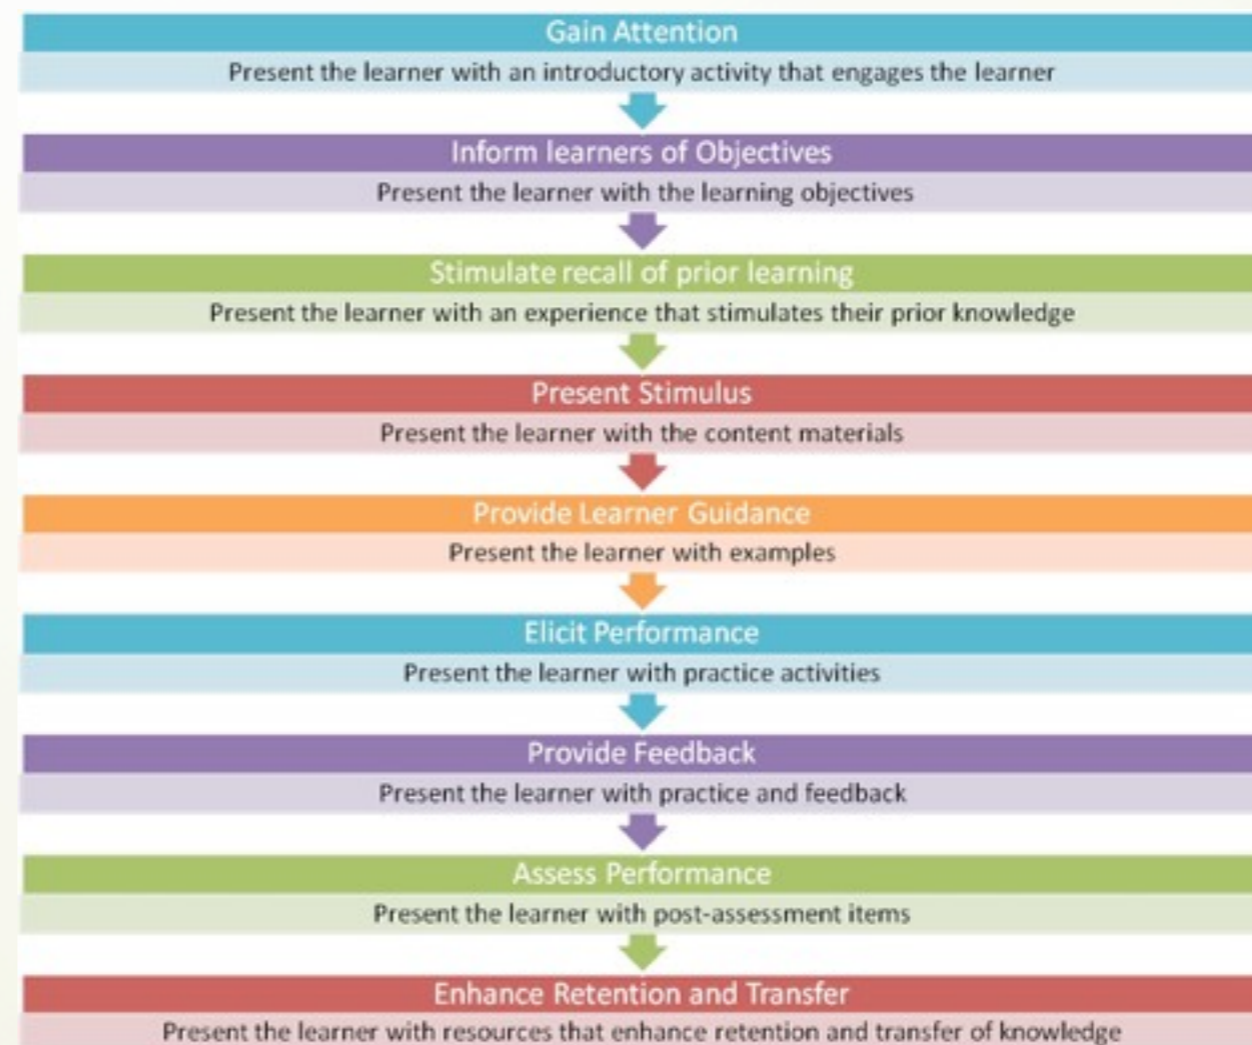 Gain Attention
Present the learner with an introductory activity that engages the learner
Inform learners of Objectives
Present the learner with the learning objectives
Stimulate recall of prior learning
Present the learner with an experience that stimulates their prior knowledge
Present Stimulus
Present the learner with the content materials
Provide Learner Guidance
Present the learner with examples
Elicit Performance
Present the learner with practice activities
Provide Feedback
Present the learner with practice and feedback
Assess Performance
Present the learner with post-assessment items
Enhance Retention and Transfer
Present the learner with resources that enhance retention and transfer of knowledge